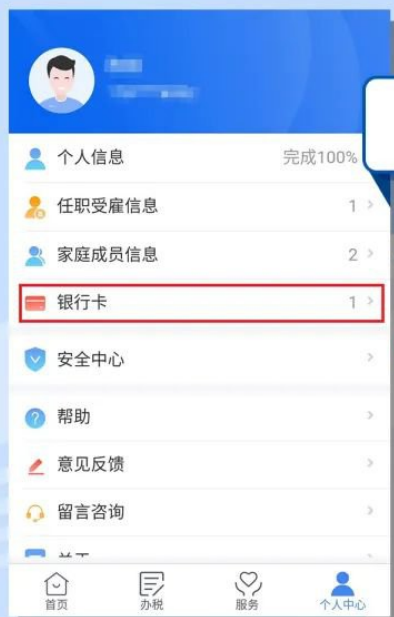 个人信息 完成100%
任职受雇信息 1
家庭成员信息 2
银行卡 1
安全中心
帮助
意见反馈
留言咨询
首页 办税 服务 个人中心